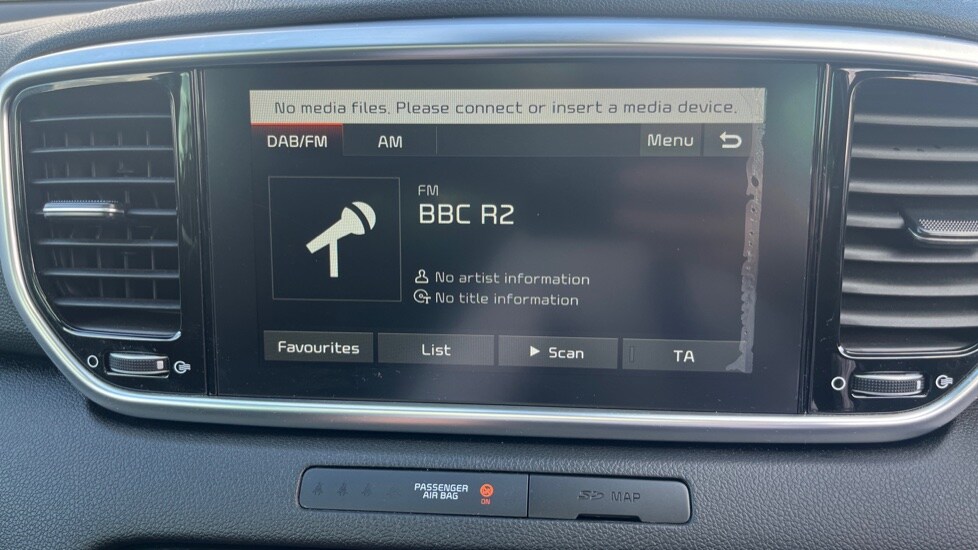 No media files. Please connect or insert a media device.
DAB/FM AM Menu
FM
BBC R2
No artist information
No title information
Favourites List Scan TA
PASSENGER
AIR BAG
ON
SD MAP